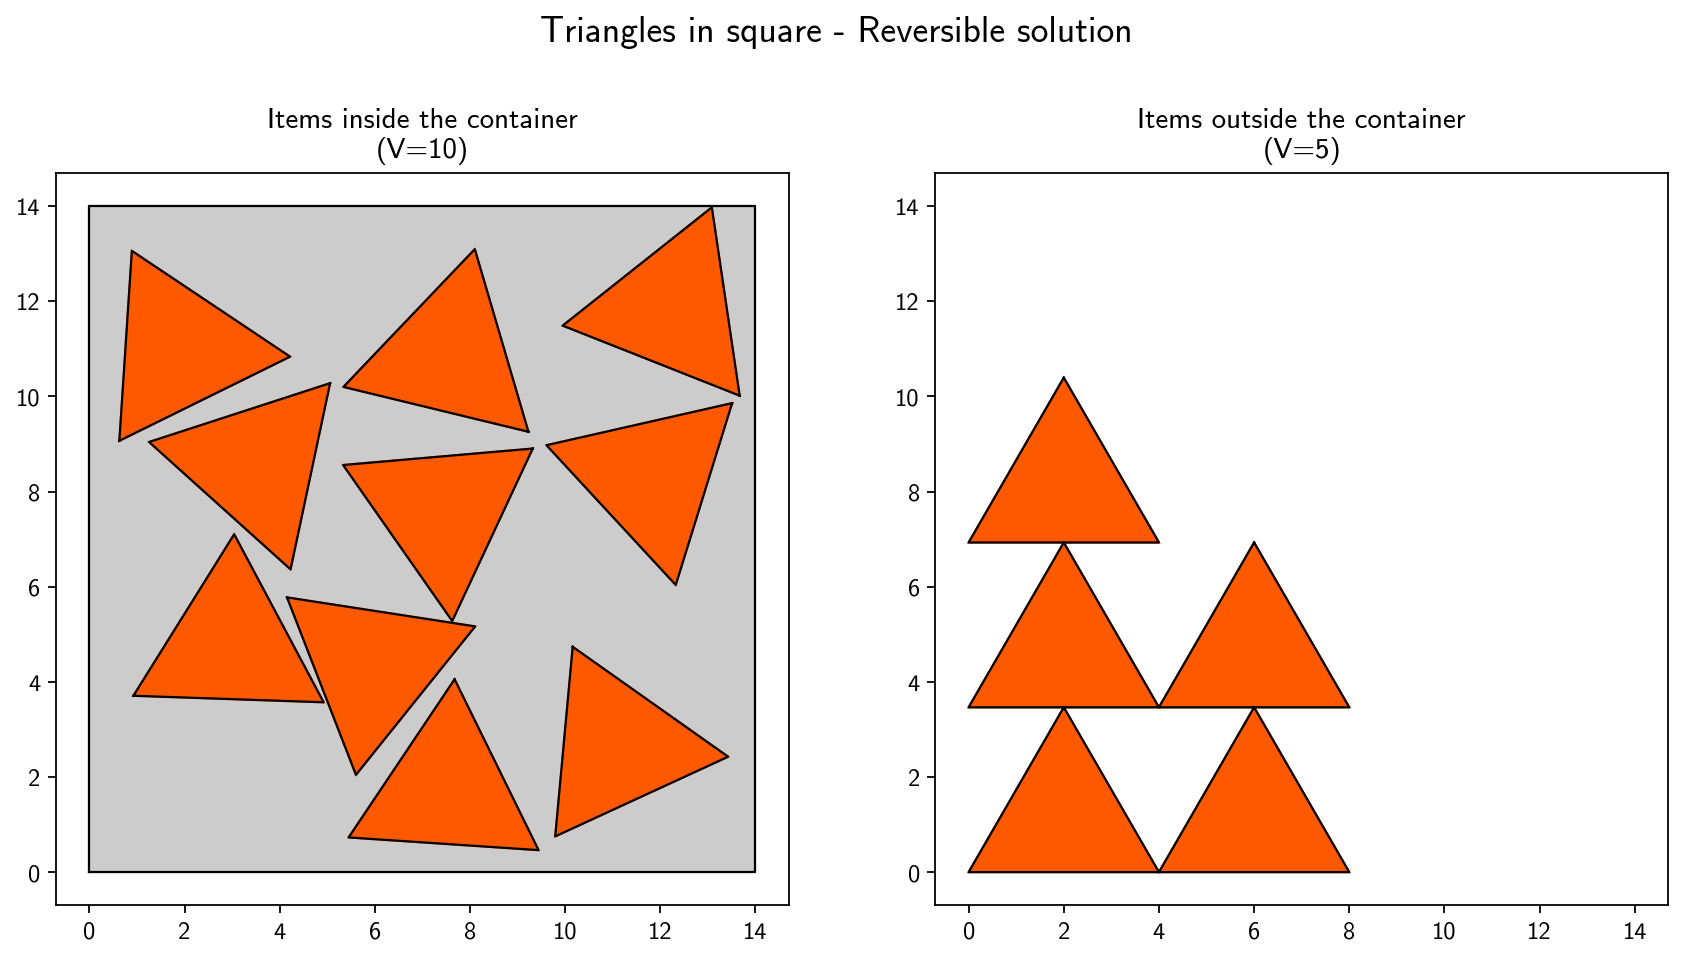 Triangles in square - Reversible solution
Items inside the container
(V=10)
14
12
10
8
6
4
2
0
0 2 4 6 8 10 12 14
Items outside the container
(V=5)
14
12
10
8
6
4
2
0
0 2 4 6 8 10 12 14